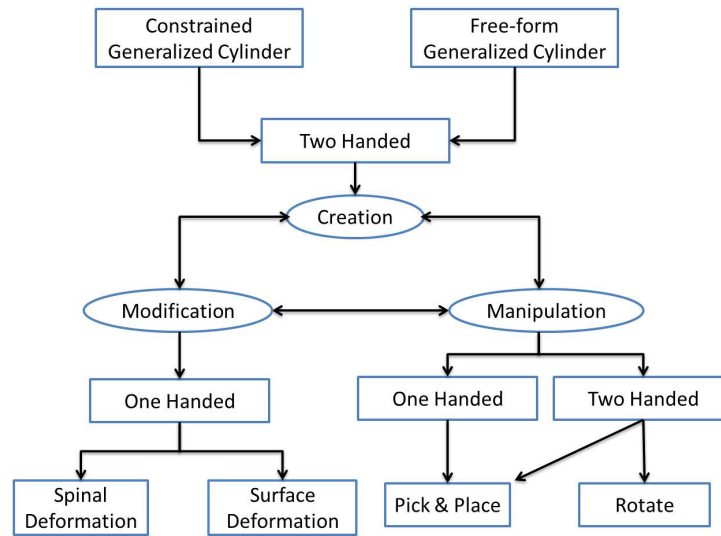 Constrained
Generalized Cylinder
Free-form
Generalized Cylinder
Two Handed
Creation
Modification
Manipulation
One Handed
One Handed
Two Handed
Spinal
Deformation
Surface
Deformation
Pick & Place
Rotate